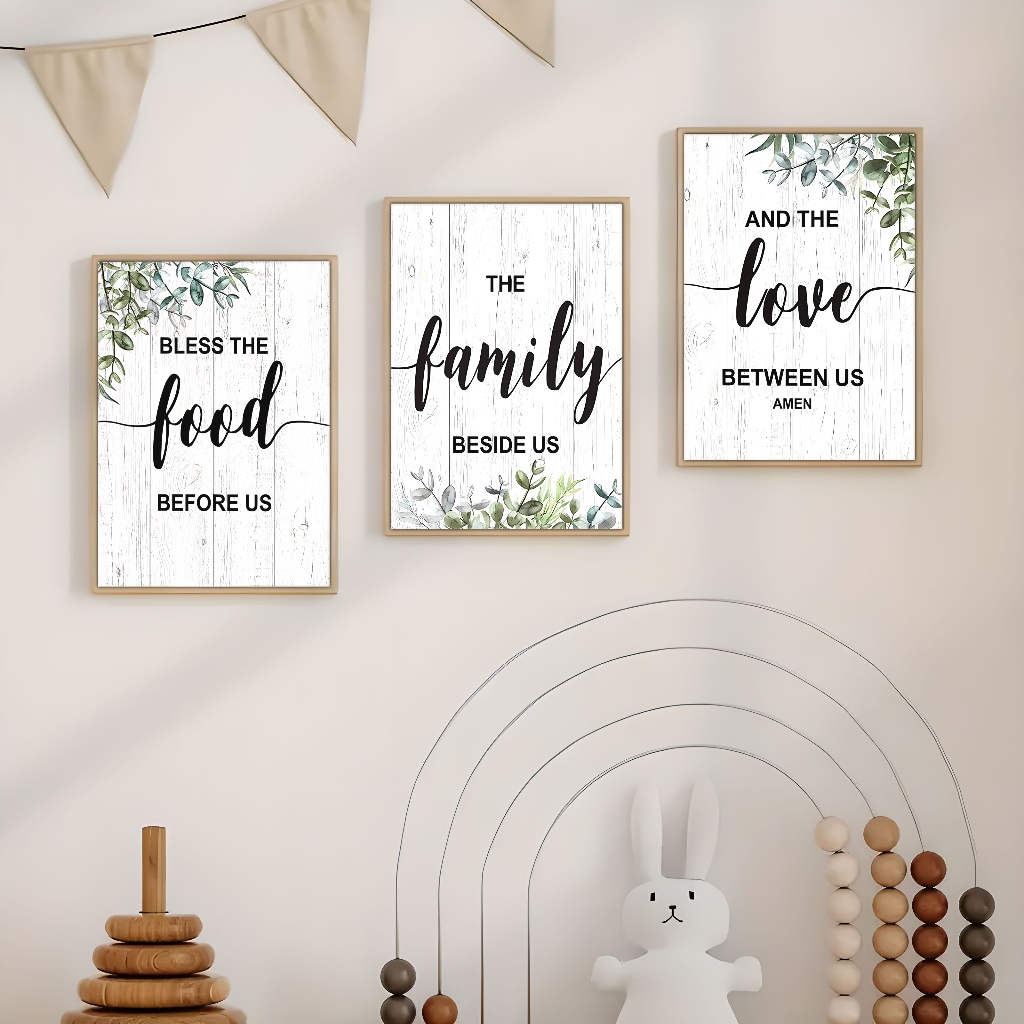 BLESS THE
food
BEFORE US
THE
family
BESIDE US
AND THE
love
BETWEEN US
AMEN